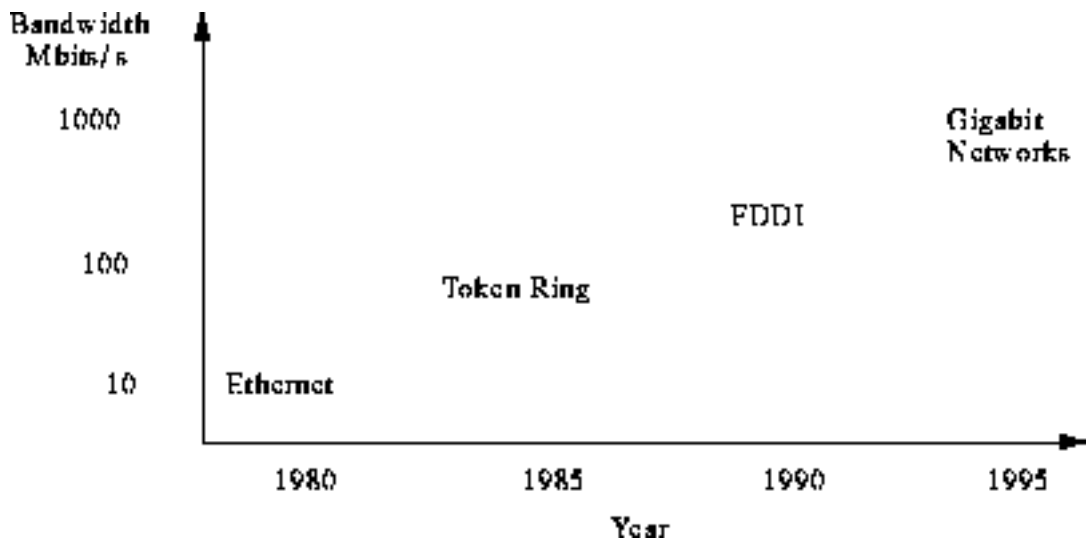 Bandwidth
Mbits/s
1000
Gigabit
Networks
FDDI
100
Token Ring
10
Ethernet
1980
1985
1990
1995
Year